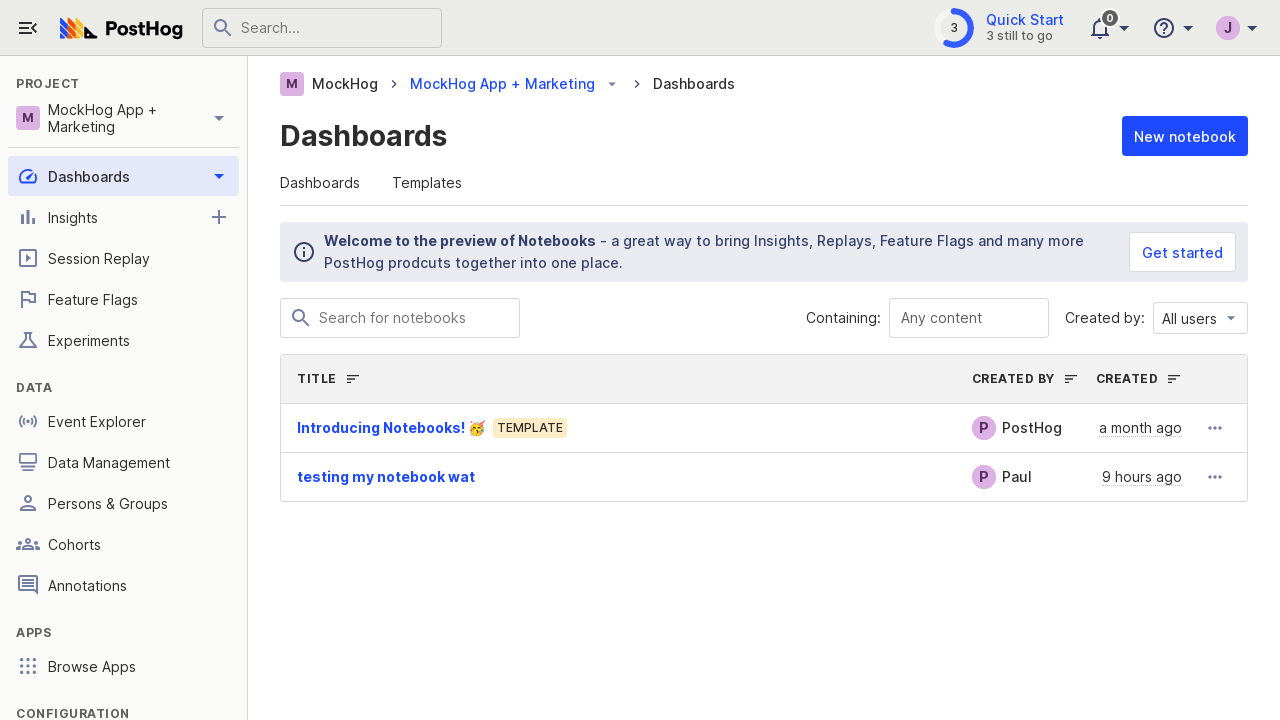 PostHog
Search...
3
Quick Start
3 still to go
0
J
PROJECT
M
MockHog App +
Marketing
Dashboards
Insights
Session Replay
Feature Flags
Experiments
DATA
Event Explorer
Data Management
Persons & Groups
Cohorts
Annotations
APPS
Browse Apps
CONFIGURATION
M MockHog > MockHog App + Marketing > Dashboards
Dashboards
New notebook
Dashboards Templates
Welcome to the preview of Notebooks - a great way to bring Insights, Replays, Feature Flags and many more
PostHog prodcuts together into one place.
Get started
Search for notebooks
Containing: Any content
Created by: All users
TITLE CREATED BY CREATED
Introducing Notebooks! 🥳 TEMPLATE P PostHog a month ago
testing my notebook wat P Paul 9 hours ago